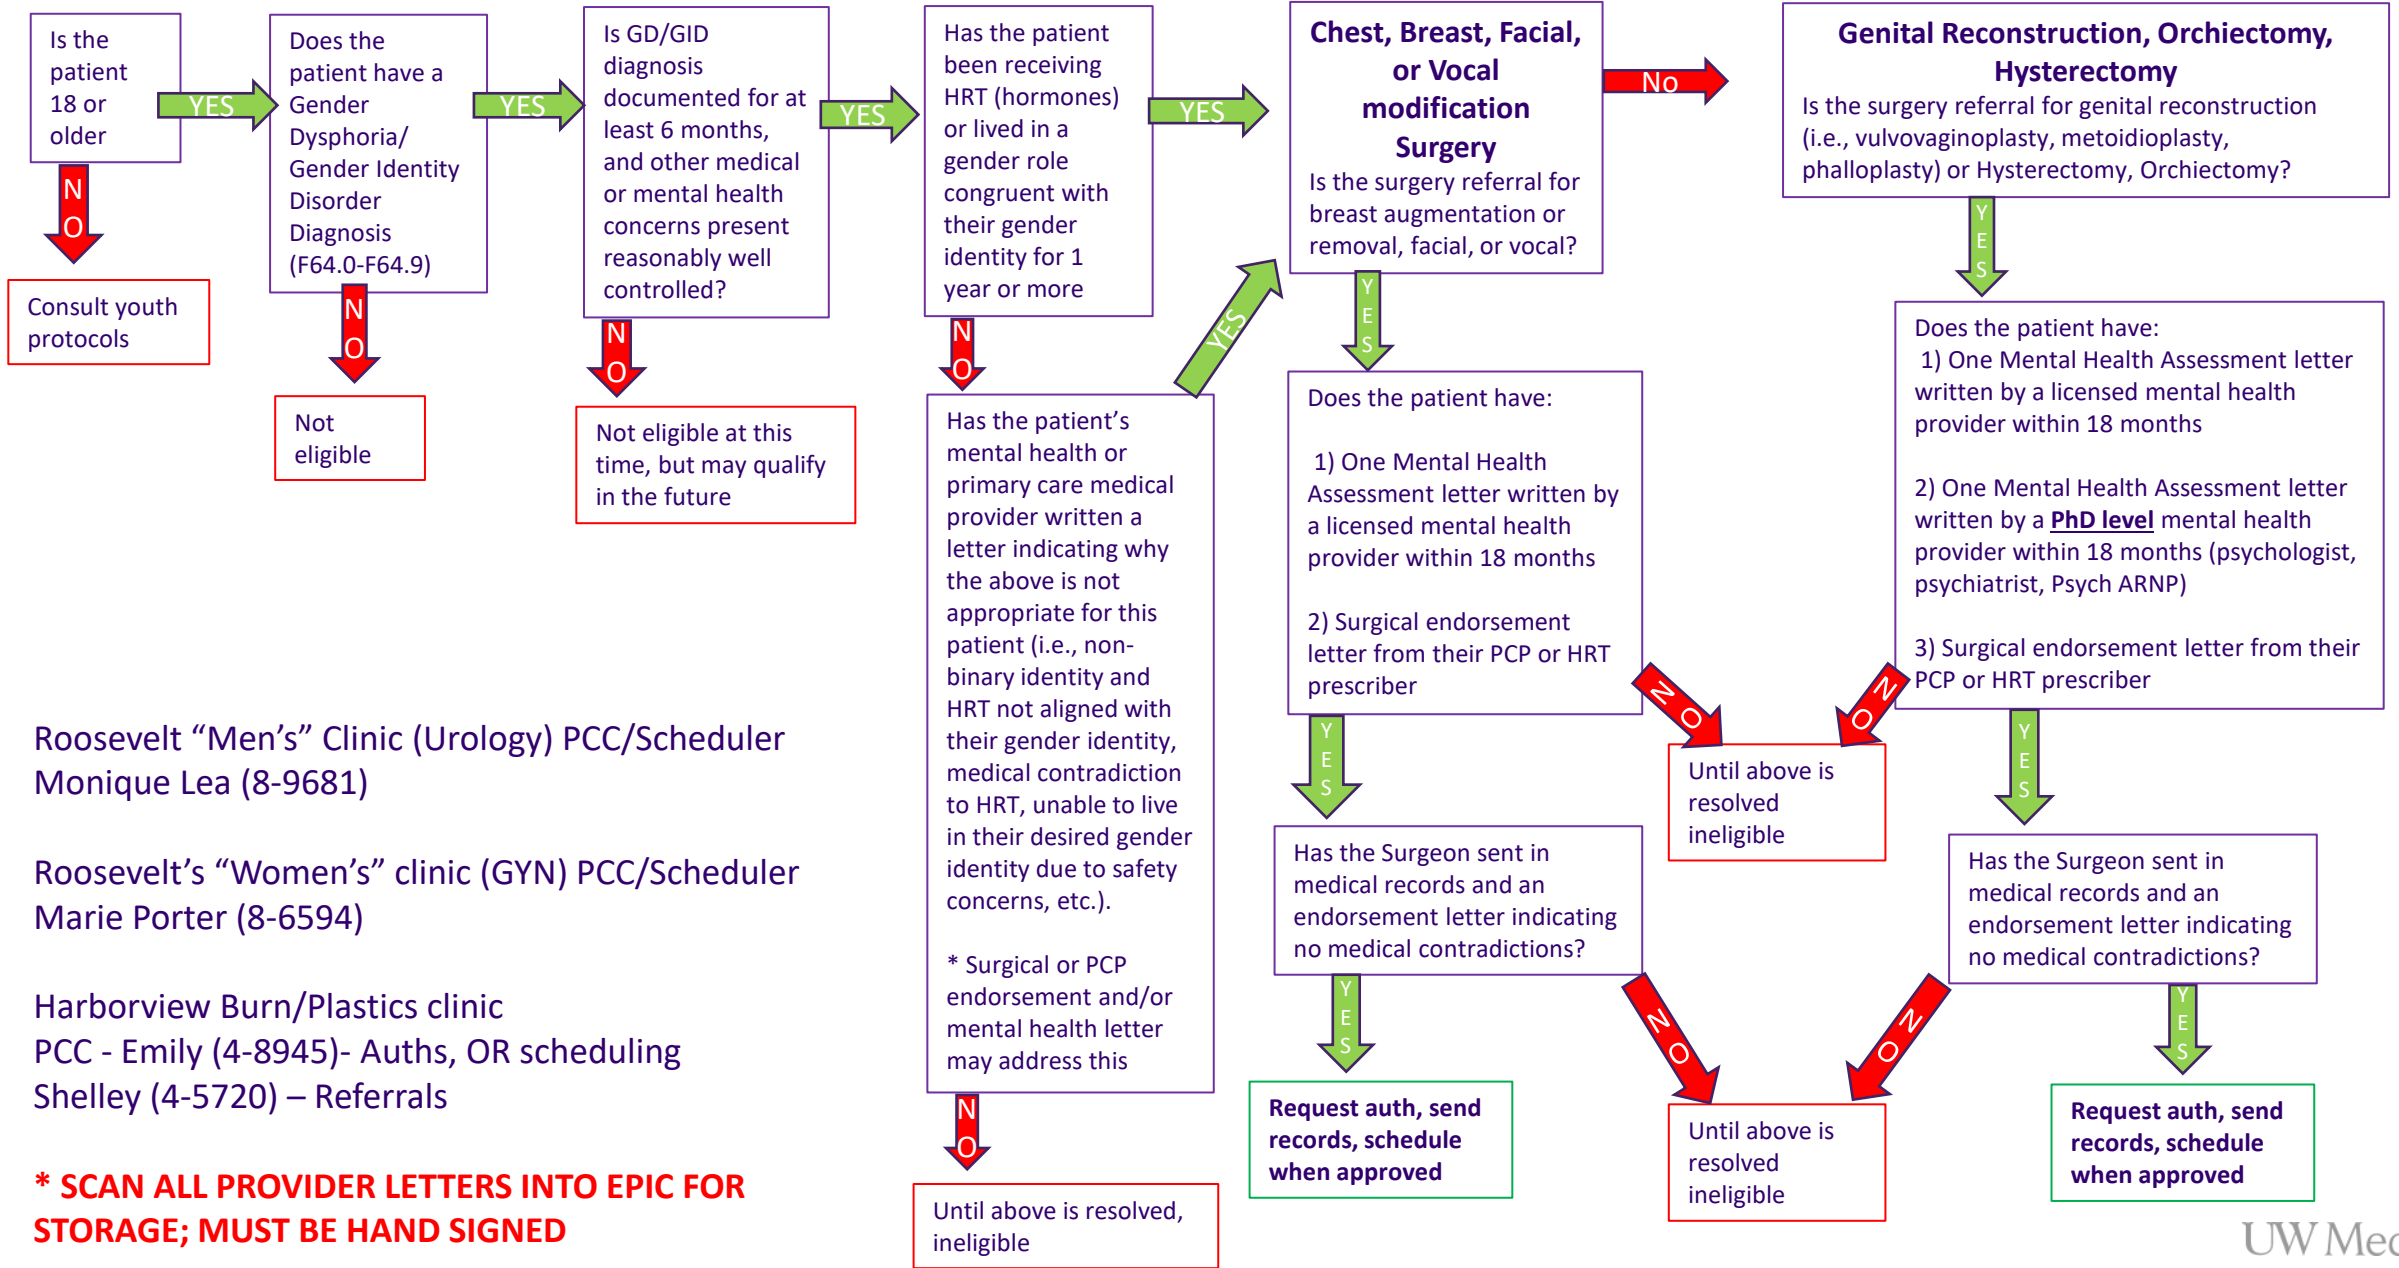 Is the
patient
18 or
older
YES
NO
Consult youth
protocols
Does the
patient have a
Gender
Dysphoria/
Gender Identity
Disorder
Diagnosis
(F64.0-F64.9)
YES
NO
Not
eligible
Is GD/GID
diagnosis
documented for at
least 6 months,
and other medical
or mental health
concerns present
reasonably well
controlled?
YES
NO
Not eligible at this
time, but may qualify
in the future
Has the patient
been receiving
HRT (hormones)
or lived in a
gender role
congruent with
their gender
identity for 1
year or more
YES
NO
Has the patient’s
mental health or
primary care medical
provider written a
letter indicating why
the above is not
appropriate for this
patient (i.e., non-
binary identity and
HRT not aligned with
their gender identity,
medical contradiction
to HRT, unable to live
in their desired gender
identity due to safety
concerns, etc.).
* Surgical or PCP
endorsement and/or
mental health letter
may address this
YES
NO
Until above is resolved,
ineligible
Chest, Breast, Facial,
or Vocal
modification
Surgery
Is the surgery referral for
breast augmentation or
removal, facial, or vocal?
No
YES
Does the patient have:
1) One Mental Health
Assessment letter written by
a licensed mental health
provider within 18 months
2) Surgical endorsement
letter from their PCP or HRT
prescriber
NO
YES
Has the Surgeon sent in
medical records and an
endorsement letter indicating
no medical contradictions?
NO
YES
Request auth, send
records, schedule
when approved
Genital Reconstruction, Orchiectomy,
Hysterectomy
Is the surgery referral for genital reconstruction
(i.e., vulvovaginoplasty, metoidioplasty,
phalloplasty) or Hysterectomy, Orchiectomy?
YES
Does the patient have:
1) One Mental Health Assessment letter
written by a licensed mental health
provider within 18 months
2) One Mental Health Assessment letter
written by a PhD level mental health
provider within 18 months (psychologist,
psychiatrist, Psych ARNP)
3) Surgical endorsement letter from their
PCP or HRT prescriber
NO
YES
Until above is
resolved
ineligible
Has the Surgeon sent in
medical records and an
endorsement letter indicating
no medical contradictions?
NO
YES
Until above is
resolved
ineligible
Request auth, send
records, schedule
when approved
Roosevelt “Men’s” Clinic (Urology) PCC/Scheduler
Monique Lea (8-9681)
Roosevelt’s “Women’s” clinic (GYN) PCC/Scheduler
Marie Porter (8-6594)
Harborview Burn/Plastics clinic
PCC - Emily (4-8945)- Auths, OR scheduling
Shelley (4-5720) – Referrals
* SCAN ALL PROVIDER LETTERS INTO EPIC FOR
STORAGE; MUST BE HAND SIGNED
UW Med